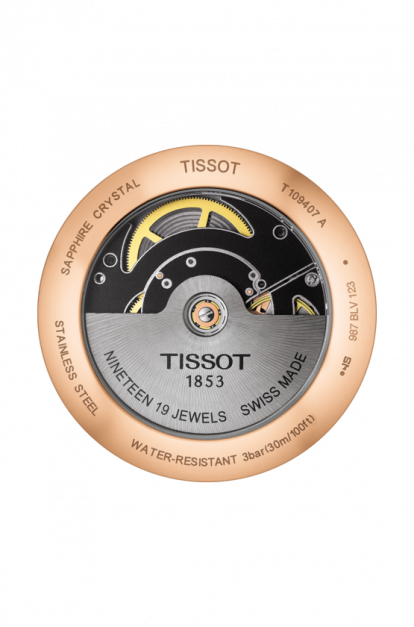 TISSOT
T109407 A
987 BLV 123
WATER-RESISTANT 3bar(30m/100ft)
STAINLESS STEEL
SAPPHIRE CRYSTAL
TISSOT
1853
NINETEEN 19 JEWELS SWISS MADE